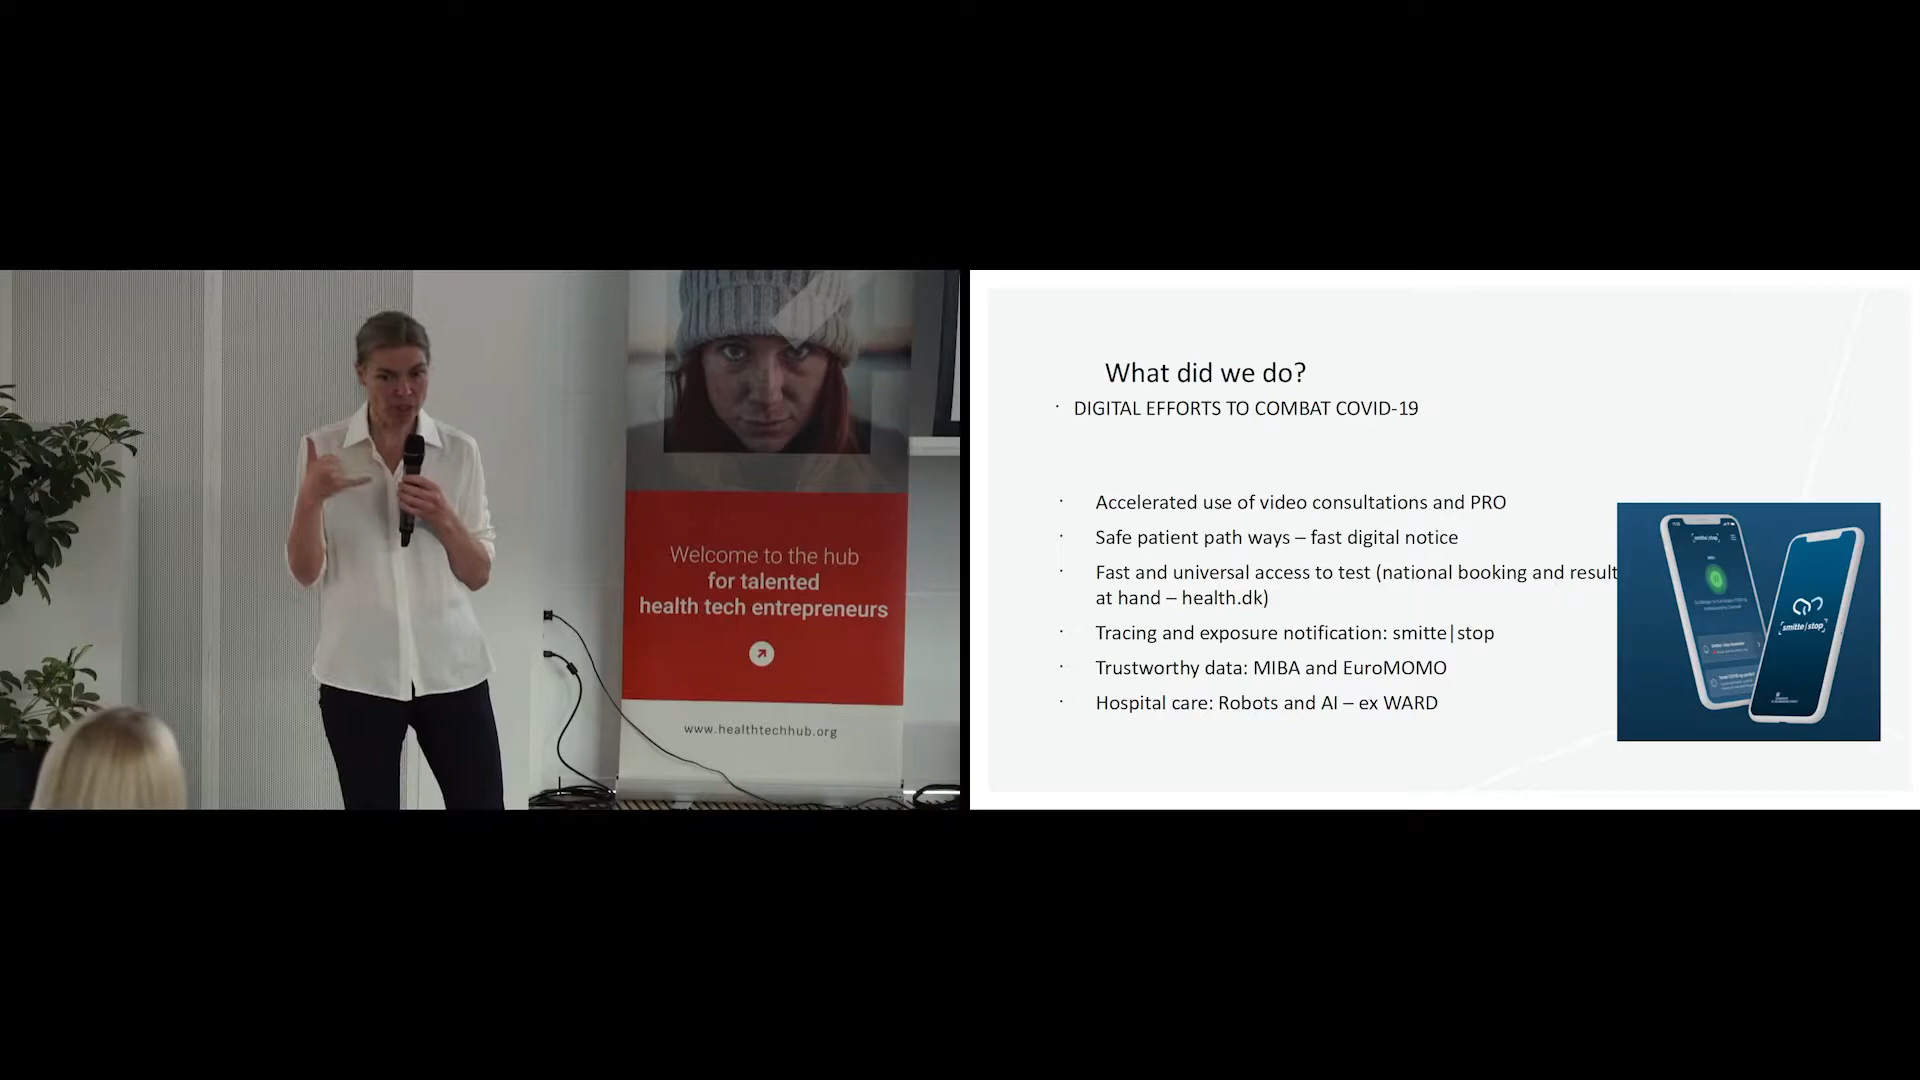 Welcome to the hub
for talented
health tech entrepreneurs
www.healthtechhub.org
What did we do?
· DIGITAL EFFORTS TO COMBAT COVID-19
· Accelerated use of video consultations and PRO
· Safe patient path ways – fast digital notice
· Fast and universal access to test (national booking and result
at hand – health.dk)
· Tracing and exposure notification: smitte|stop
· Trustworthy data: MIBA and EuroMOMO
· Hospital care: Robots and AI – ex WARD
smitte|stop
smitte|stop